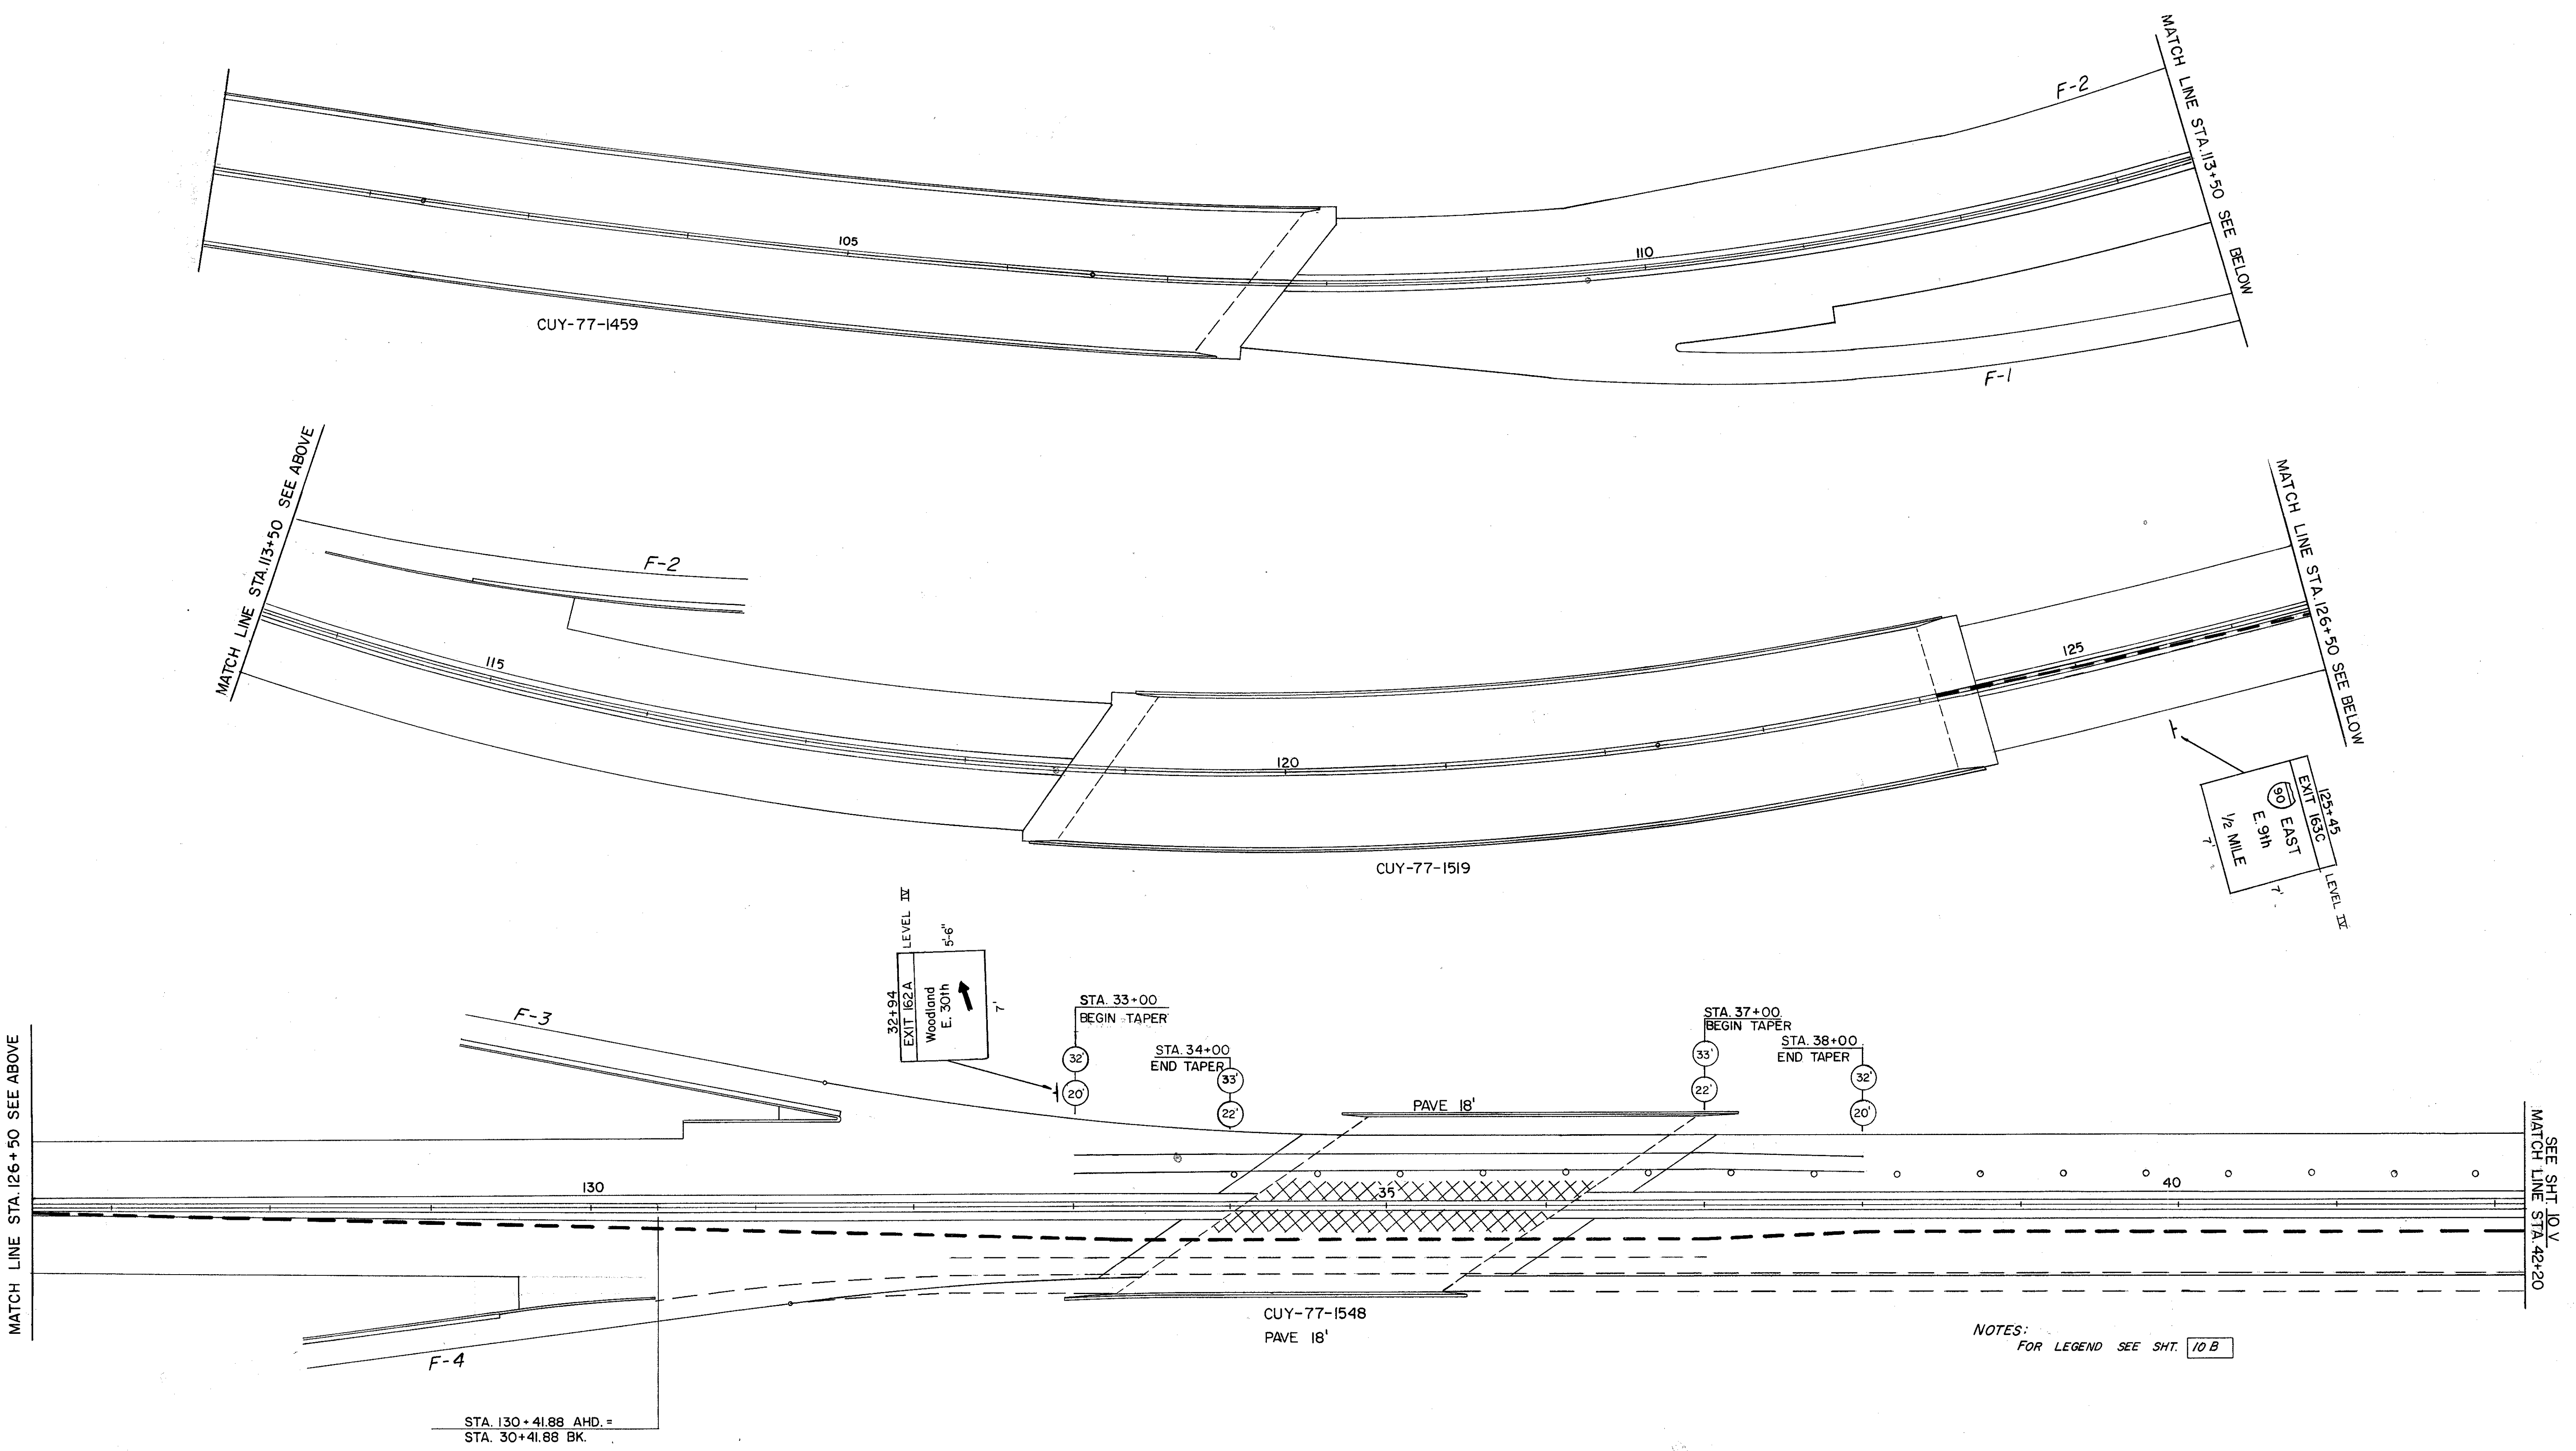 F-2
MATCH LINE STA. 113+50 SEE BELOW
105
110
CUY-77-1459
F-1
MATCH LINE STA. 113+50 SEE ABOVE
F-2
115
120
125
MATCH LINE STA. 126+50 SEE BELOW
CUY-77-1519
125+45
EXIT 163C
90 EAST
E. 9th
1/2 MILE
7'
7'
LEVEL IV
MATCH LINE STA. 126+50 SEE ABOVE
F-3
32+94
EXIT 162A
Woodland
E. 30th
LEVEL IV
5'-6"
7'
STA. 33+00
BEGIN TAPER
32'
20'
STA. 34+00
END TAPER
33'
22'
STA. 37+00
BEGIN TAPER
33'
22'
STA. 38+00
END TAPER
32'
20'
PAVE 18'
130
35
40
SEE SHT. 10 V
MATCH LINE STA. 42+20
CUY-77-1548
PAVE 18'
F-4
STA. 130+41.88 AHD. =
STA. 30+41.88 BK.
NOTES:
FOR LEGEND SEE SHT. 10 B